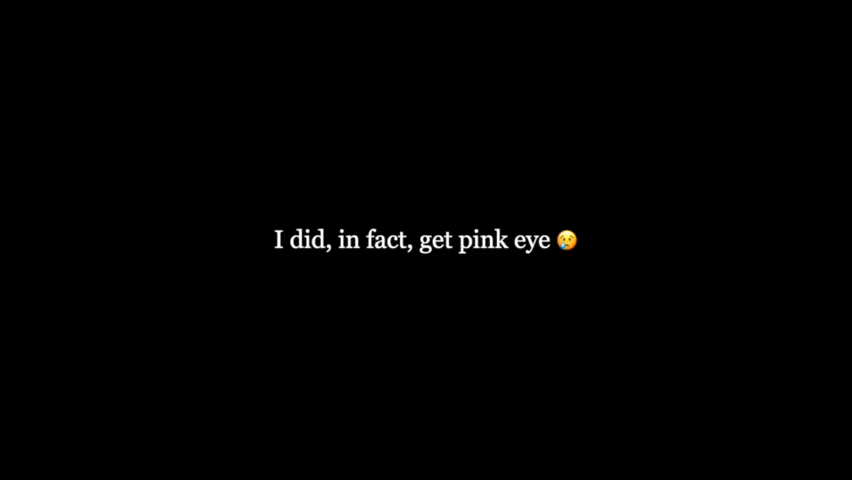 I did, in fact, get pink eye 😢